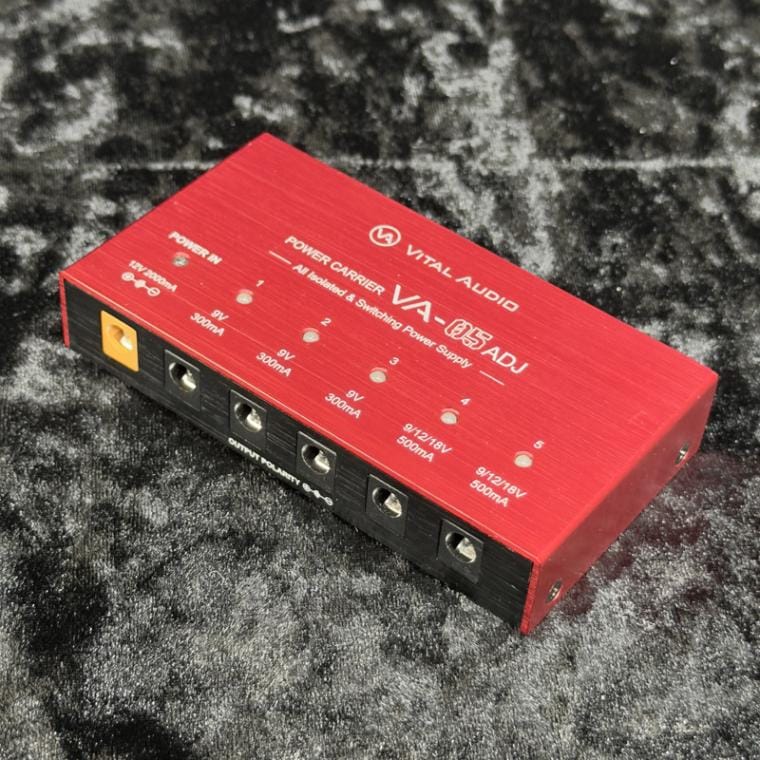 VA VITAL AUDIO
POWER CARRIER VA-05 ADJ
All Isolated & Switching Power Supply
POWER IN
12V 2000mA
1
9V
300mA
2
9V
300mA
3
9V
300mA
4
9/12/18V
500mA
5
9/12/18V
500mA
OUTPUT POLARITY